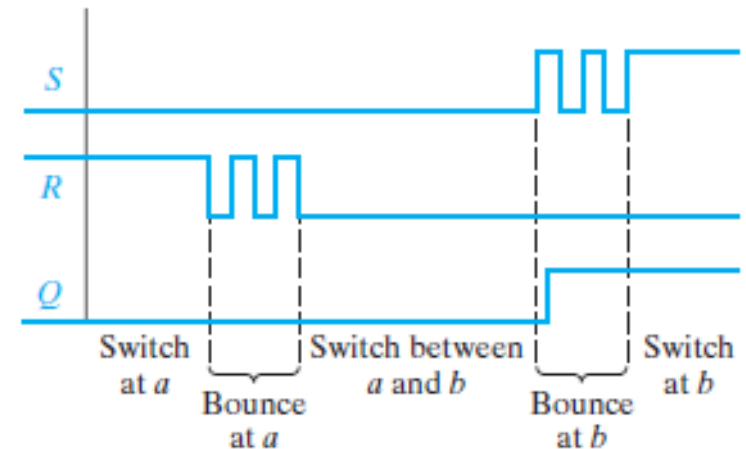 S
R
Q
Switch
at a
Bounce
at a
Switch between
a and b
Bounce
at b
Switch
at b